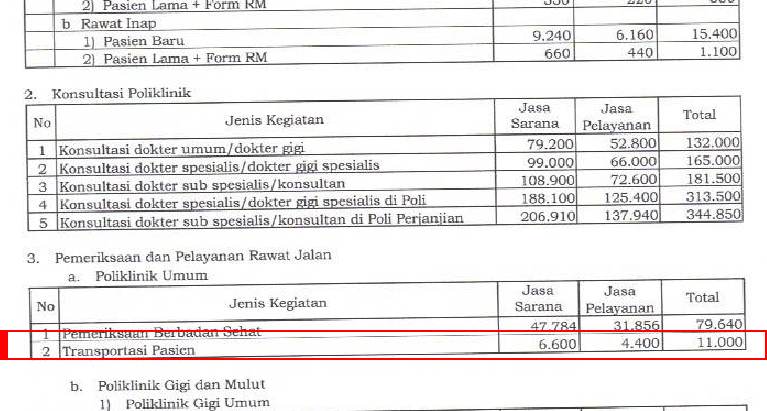 2) Pasien Lama + Form RM
b Rawat Inap
1) Pasien Baru 9.240 6.160 15.400
2) Pasien Lama + Form RM 660 440 1.100
2. Konsultasi Poliklinik
No Jenis Kegiatan Jasa Sarana Jasa Pelayanan Total
1 Konsultasi dokter umum/dokter gigi 79.200 52.800 132.000
2 Konsultasi dokter spesialis/dokter gigi spesialis 99.000 66.000 165.000
3 Konsultasi dokter sub spesialis/konsultan 108.900 72.600 181.500
4 Konsultasi dokter spesialis/dokter gigi spesialis di Poli 188.100 125.400 313.500
5 Konsultasi dokter sub spesialis/konsultan di Poli Perjanjian 206.910 137.940 344.850
3. Pemeriksaan dan Pelayanan Rawat Jalan
a. Poliklinik Umum
No Jenis Kegiatan Jasa Sarana Jasa Pelayanan Total
1 Pemeriksaan Berbadan Sehat 47.784 31.856 79.640
2 Transportasi Pasien 6.600 4.400 11.000
b. Poliklinik Gigi dan Mulut
1) Poliklinik Gigi Umum